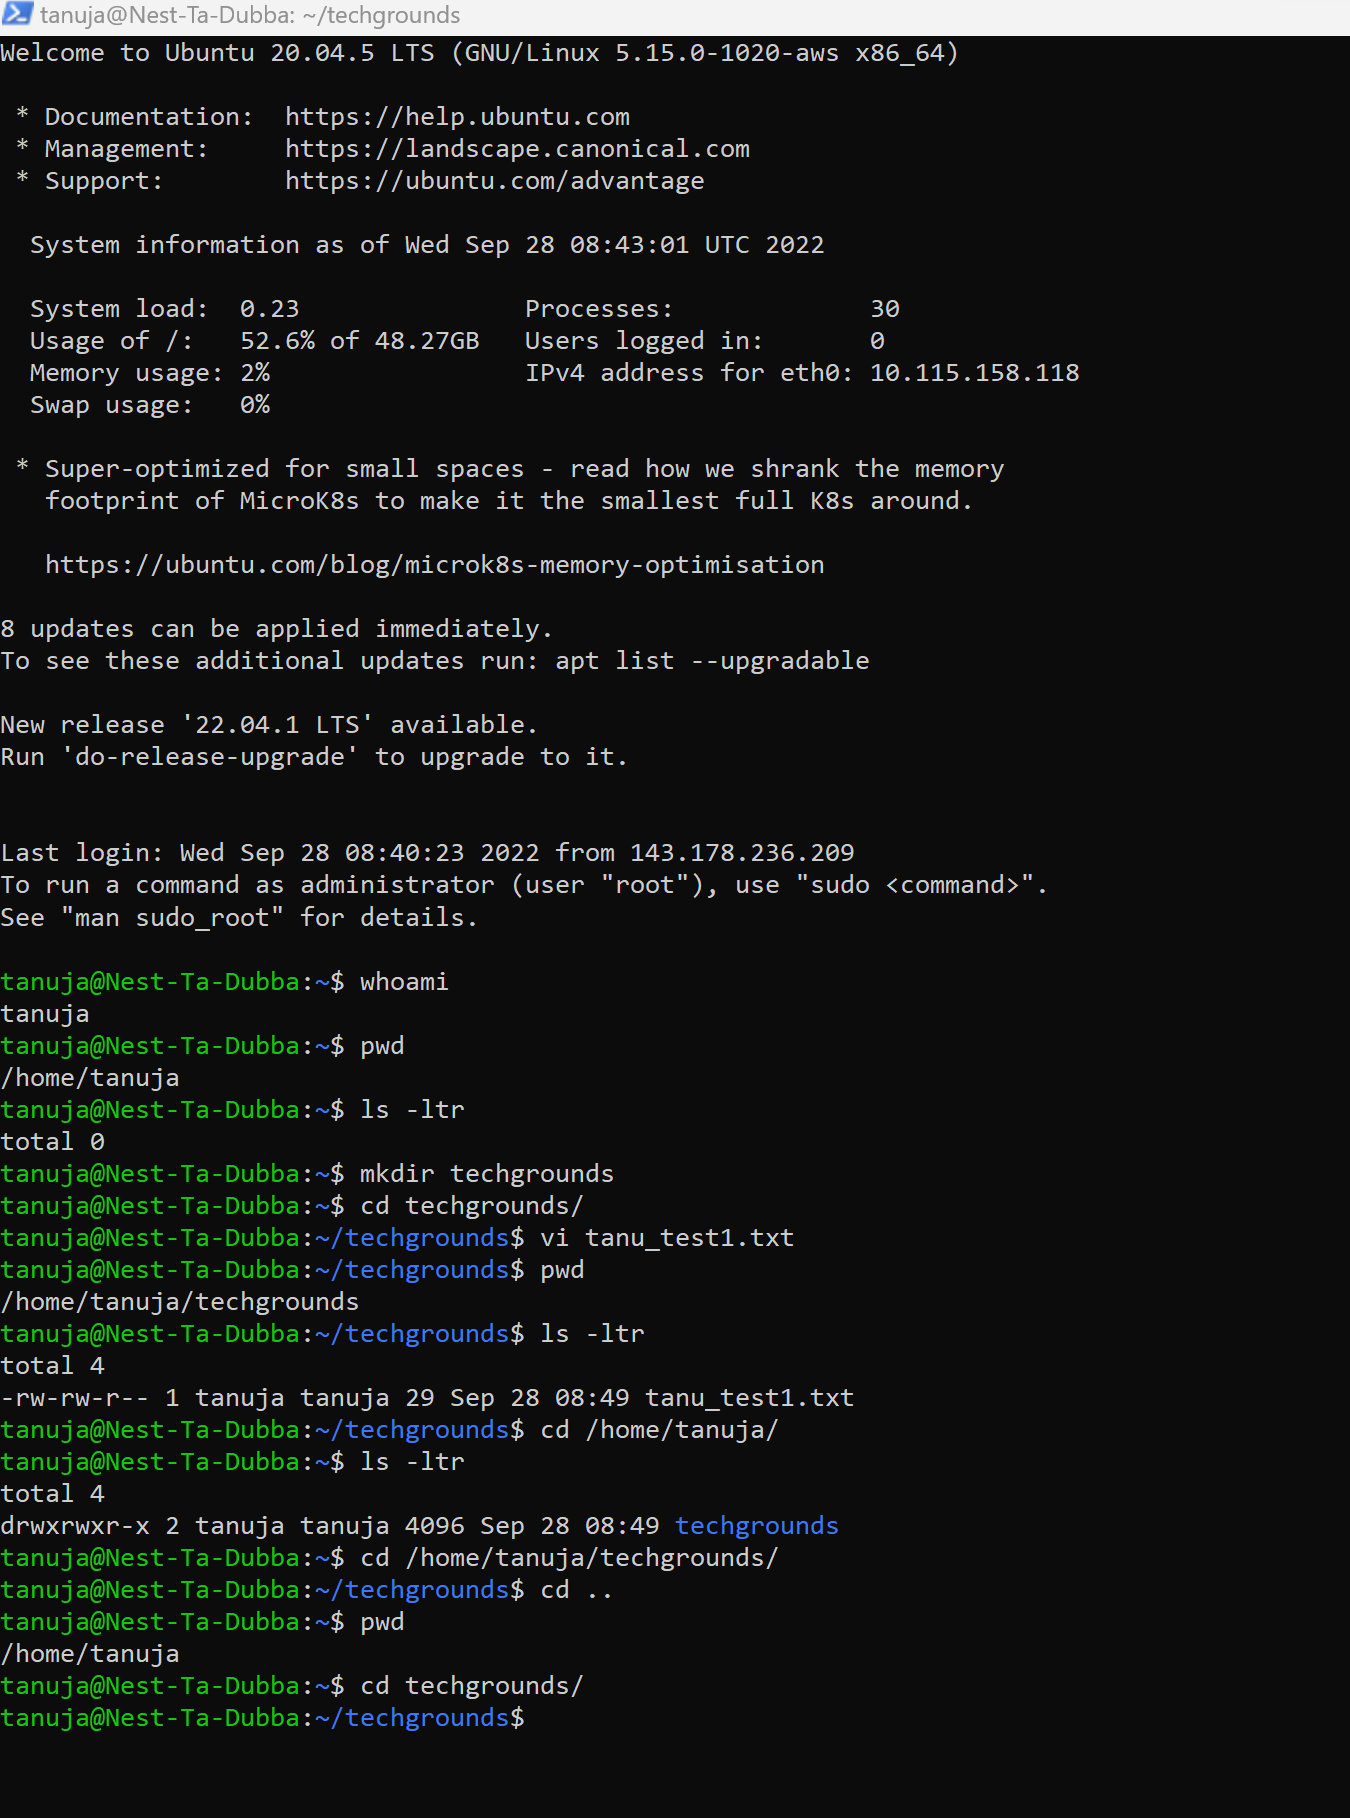 tanuja@Nest-Ta-Dubba: ~/techgrounds
Welcome to Ubuntu 20.04.5 LTS (GNU/Linux 5.15.0-1020-aws x86_64)
* Documentation:  https://help.ubuntu.com
* Management:     https://landscape.canonical.com
* Support:        https://ubuntu.com/advantage
System information as of Wed Sep 28 08:43:01 UTC 2022
System load:  0.23               Processes:             30
Usage of /:   52.6% of 48.27GB   Users logged in:       0
Memory usage: 2%                 IPv4 address for eth0: 10.115.158.118
Swap usage:   0%
* Super-optimized for small spaces - read how we shrank the memory
footprint of MicroK8s to make it the smallest full K8s around.
https://ubuntu.com/blog/microk8s-memory-optimisation
8 updates can be applied immediately.
To see these additional updates run: apt list --upgradable
New release '22.04.1 LTS' available.
Run 'do-release-upgrade' to upgrade to it.
Last login: Wed Sep 28 08:40:23 2022 from 143.178.236.209
To run a command as administrator (user "root"), use "sudo <command>".
See "man sudo_root" for details.
tanuja@Nest-Ta-Dubba:~$ whoami
tanuja
tanuja@Nest-Ta-Dubba:~$ pwd
/home/tanuja
tanuja@Nest-Ta-Dubba:~$ ls -ltr
total 0
tanuja@Nest-Ta-Dubba:~$ mkdir techgrounds
tanuja@Nest-Ta-Dubba:~$ cd techgrounds/
tanuja@Nest-Ta-Dubba:~/techgrounds$ vi tanu_test1.txt
tanuja@Nest-Ta-Dubba:~/techgrounds$ pwd
/home/tanuja/techgrounds
tanuja@Nest-Ta-Dubba:~/techgrounds$ ls -ltr
total 4
-rw-rw-r-- 1 tanuja tanuja 29 Sep 28 08:49 tanu_test1.txt
tanuja@Nest-Ta-Dubba:~/techgrounds$ cd /home/tanuja/
tanuja@Nest-Ta-Dubba:~$ ls -ltr
total 4
drwxrwxr-x 2 tanuja tanuja 4096 Sep 28 08:49 techgrounds
tanuja@Nest-Ta-Dubba:~$ cd /home/tanuja/techgrounds/
tanuja@Nest-Ta-Dubba:~/techgrounds$ cd ..
tanuja@Nest-Ta-Dubba:~$ pwd
/home/tanuja
tanuja@Nest-Ta-Dubba:~$ cd techgrounds/
tanuja@Nest-Ta-Dubba:~/techgrounds$